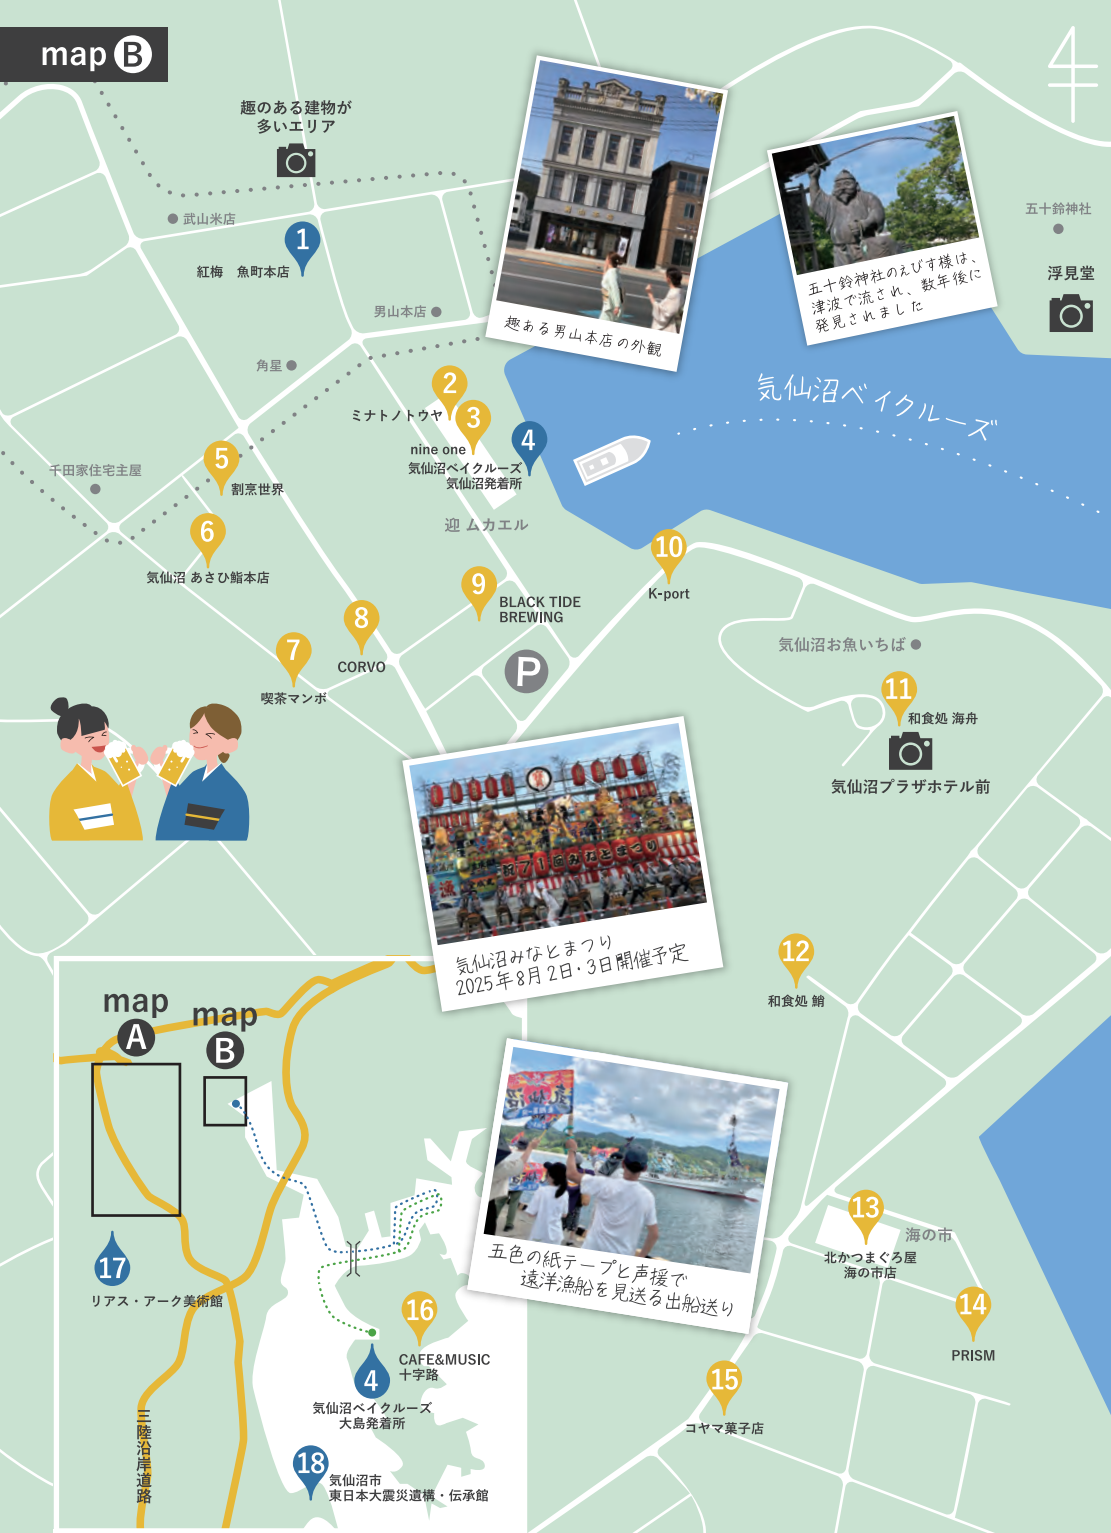 map B
4
趣のある建物が
多いエリア
武山米店
1
紅梅　魚町本店
男山本店
角星
趣ある男山本店の外観
五十鈴神社のえびす様は、
津波で流され、数年後に
発見されました
五十鈴神社
浮見堂
気仙沼ベイクルーズ
2
ミナトノトウヤ
3
nine one
4
気仙沼ベイクルーズ
気仙沼発着所
千田家住宅主屋
5
割烹世界
6
気仙沼 あさひ鮨本店
迎 ムカエル
10
K-port
9
BLACK TIDE
BREWING
8
CORVO
7
喫茶マンボ
P
気仙沼お魚いちば
11
和食処 海舟
気仙沼プラザホテル前
祝71回みなとまつり
漁
気仙沼みなとまつり
2025年8月2日・3日開催予定
12
和食処 鮹
map
A
map
B
気仙沼
五色の紙テープと声援で
遠洋漁船を見送る出船送り
13
北かつまぐろ屋
海の市店
海の市
14
PRISM
15
コヤマ菓子店
17
リアス・アーク美術館
16
CAFE&MUSIC
十字路
4
気仙沼ベイクルーズ
大島発着所
三陸沿岸道路
18
気仙沼市
東日本大震災遺構・伝承館